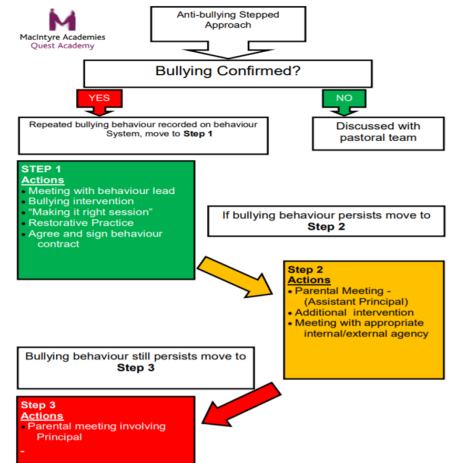 Anti-bullying Stepped
Approach
MacIntyre Academies
Quest Academy
Bullying Confirmed?
YES
NO
Repeated bullying behaviour recorded on behaviour
System, move to Step 1
Discussed with
pastoral team
STEP 1
Actions
• Meeting with behaviour lead
• Bullying intervention
• "Making it right session"
• Restorative Practice
• Agree and sign behaviour
contract
If bullying behaviour persists move to
Step 2
Step 2
Actions
• Parental Meeting -
(Assistant Principal)
• Additional intervention
• Meeting with appropriate
internal/external agency
Bullying behaviour still persists move to
Step 3
Step 3
Actions
• Parental meeting involving
Principal
-